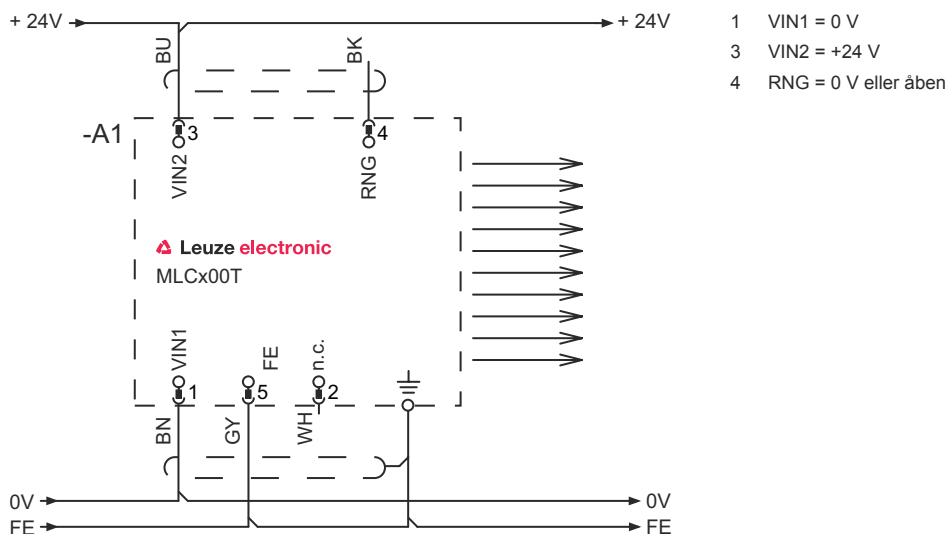 + 24V
+ 24V
BU
BK
-A1
3
4
VIN2
RNG
Leuze electronic
MLCx00T
VIN1
FE
n.c.
1
5
2
BN
GY
WH
0V
0V
FE
FE
1 VIN1 = 0 V
3 VIN2 = +24 V
4 RNG = 0 V eller åben